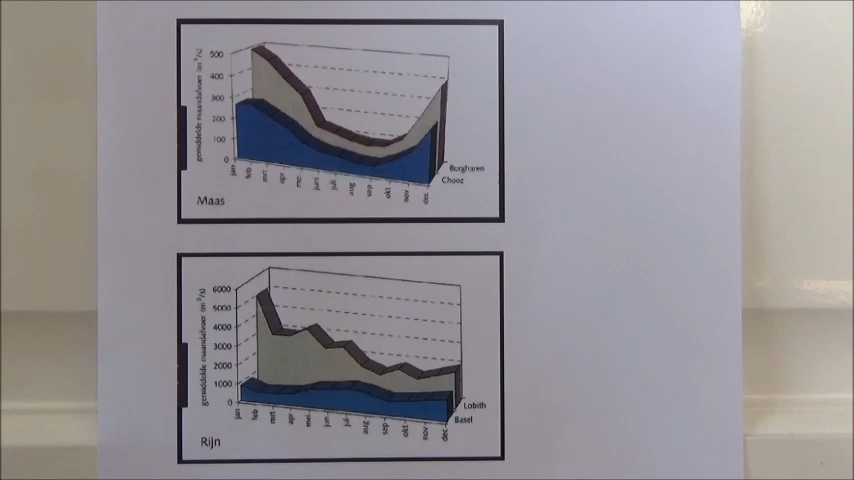 gemiddelde maandafvoer (m³/s)
500
400
300
200
100
0
jan
feb
mrt
apr
mei
juni
juli
aug
sep
okt
nov
dec
Borgharen
Chooz
Maas
gemiddelde maandafvoer (m³/s)
6000
5000
4000
3000
2000
1000
0
jan
feb
mrt
apr
mei
jun
jul
aug
sep
okt
nov
dec
Lobith
Basel
Rijn